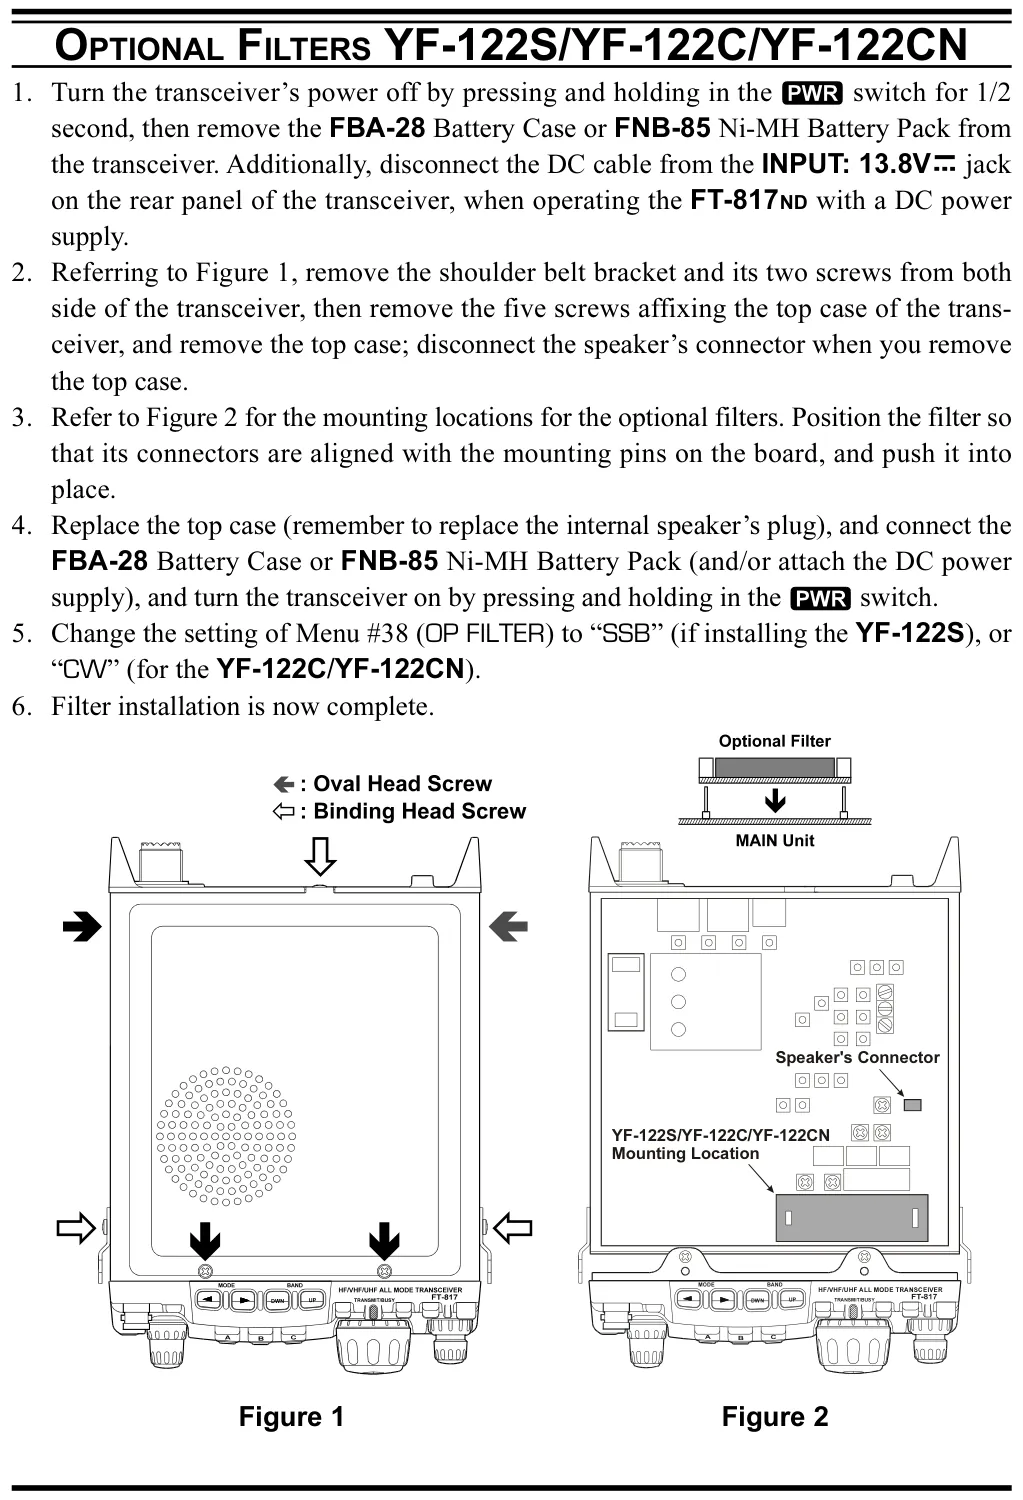 OPTIONAL FILTERS YF-122S/YF-122C/YF-122CN
1. Turn the transceiver’s power off by pressing and holding in the PWR switch for 1/2
second, then remove the FBA-28 Battery Case or FNB-85 Ni-MH Battery Pack from
the transceiver. Additionally, disconnect the DC cable from the INPUT: 13.8V⎓ jack
on the rear panel of the transceiver, when operating the FT-817ND with a DC power
supply.
2. Referring to Figure 1, remove the shoulder belt bracket and its two screws from both
side of the transceiver, then remove the five screws affixing the top case of the trans-
ceiver, and remove the top case; disconnect the speaker’s connector when you remove
the top case.
3. Refer to Figure 2 for the mounting locations for the optional filters. Position the filter so
that its connectors are aligned with the mounting pins on the board, and push it into
place.
4. Replace the top case (remember to replace the internal speaker’s plug), and connect the
FBA-28 Battery Case or FNB-85 Ni-MH Battery Pack (and/or attach the DC power
supply), and turn the transceiver on by pressing and holding in the PWR switch.
5. Change the setting of Menu #38 (OP FILTER) to “SSB” (if installing the YF-122S), or
“CW” (for the YF-122C/YF-122CN).
6. Filter installation is now complete.
: Oval Head Screw
: Binding Head Screw
MODE BAND
DWN UP
HF/VHF/UHF ALL MODE TRANSCEIVER
FT-817
TRANSMIT/BUSY
A B C
Figure 1
Optional Filter
MAIN Unit
Speaker's Connector
YF-122S/YF-122C/YF-122CN
Mounting Location
MODE BAND
DWN UP
HF/VHF/UHF ALL MODE TRANSCEIVER
FT-817
TRANSMIT/BUSY
A B C
Figure 2